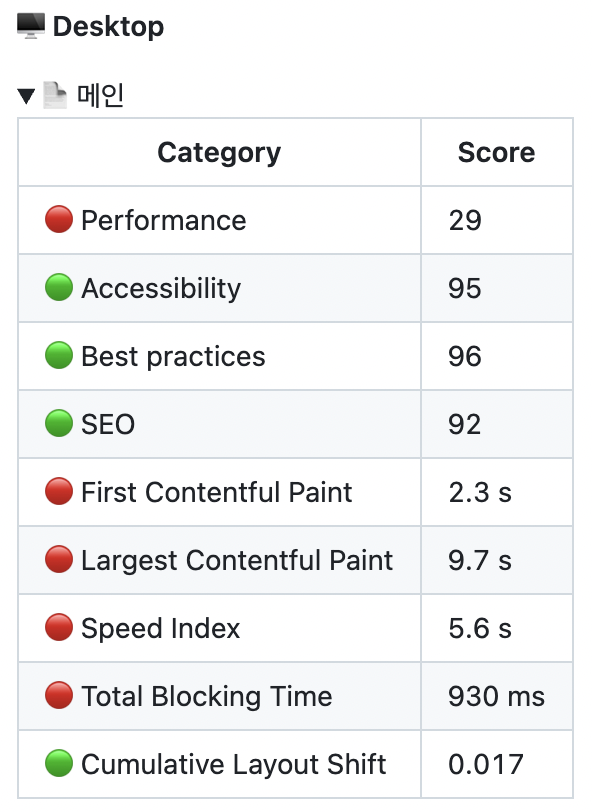 Desktop
메인
Category Score
Performance 29
Accessibility 95
Best practices 96
SEO 92
First Contentful Paint 2.3 s
Largest Contentful Paint 9.7 s
Speed Index 5.6 s
Total Blocking Time 930 ms
Cumulative Layout Shift 0.017